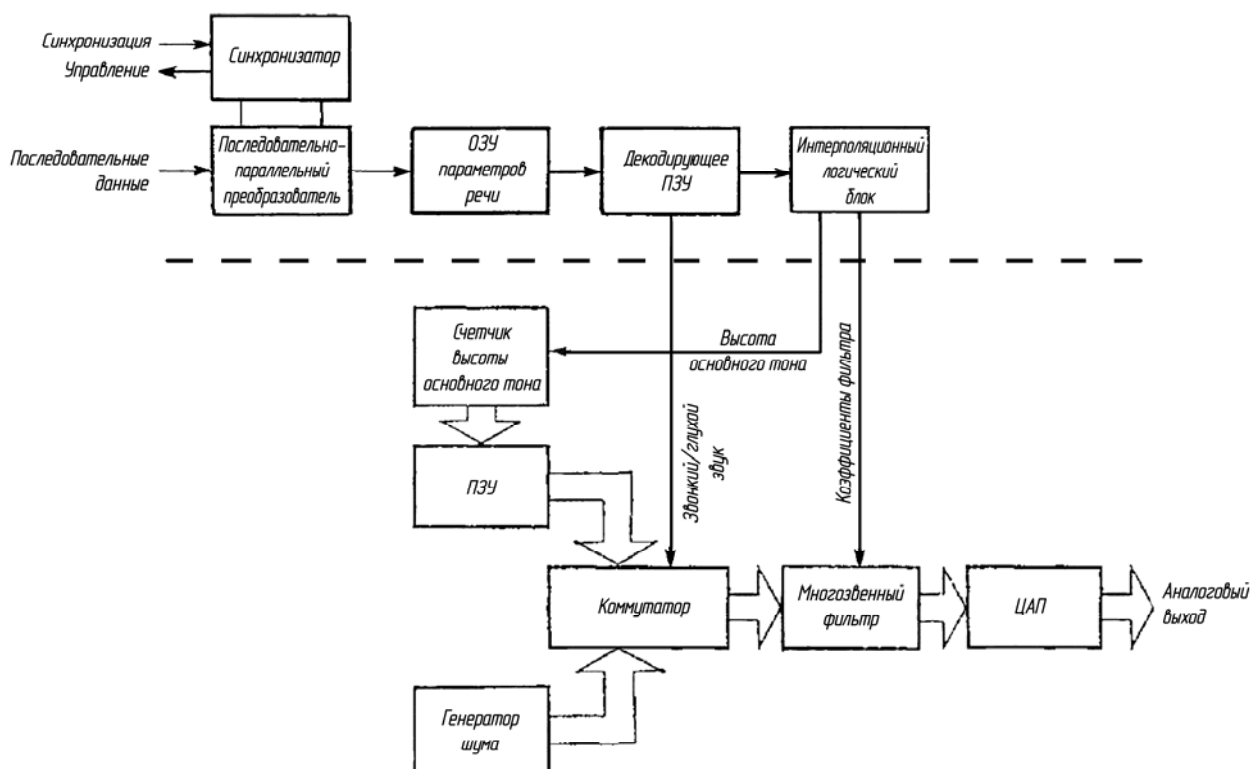 Синхронизация
Управление
Синхронизатор
Последовательные
данные
Последовательно-
параллельный
преобразователь
ОЗУ
параметров
речи
Декодирующее
ПЗУ
Интерполяционный
логический
блок
Счетчик
высоты
основного тона
Высота
основного тона
Звонкий/глухой
звук
Коэффициенты фильтра
ПЗУ
Коммутатор
Многозвенный
фильтр
ЦАП
Аналоговый
выход
Генератор
шума